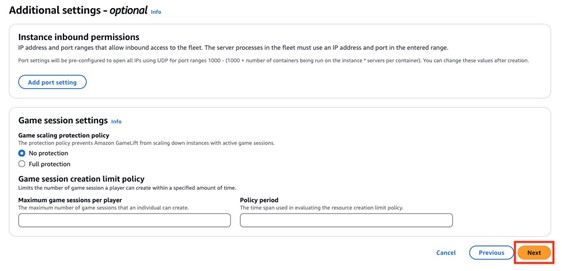 Additional settings - optional Info
Instance inbound permissions
IP address and port ranges that allow inbound access to the fleet. The server processes in the fleet must use an IP address and port in the entered range.
Port settings will be pre-configured to open all IPs using UDP for port ranges 1000 - (1000 + number of containers being run on the instance * servers per container). You can change these values after creation.
Add port setting
Game session settings Info
Game scaling protection policy
The protection policy prevents Amazon GameLift from scaling down instances with active game sessions.
No protection
Full protection
Game session creation limit policy
Limits the number of game session a player can create within a specified amount of time.
Maximum game sessions per player
The maximum number of game sessions that an individual can create.
Policy period
The time span used in evaluating the resource creation limit policy.
Cancel
Previous
Next